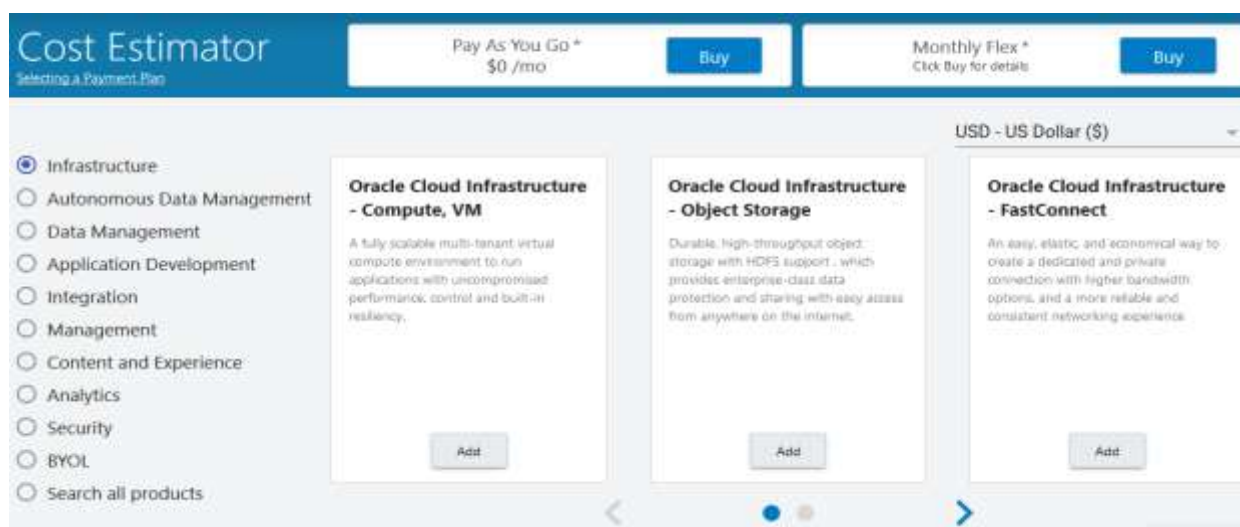 Cost Estimator
Selecting a Payment Plan
Pay As You Go *
$0 /mo
Buy
Monthly Flex *
Click Buy for details
Buy
USD - US Dollar ($)
Infrastructure
Autonomous Data Management
Data Management
Application Development
Integration
Management
Content and Experience
Analytics
Security
BYOL
Search all products
Oracle Cloud Infrastructure
- Compute, VM
A fully scalable multi-tenant virtual
compute environment to run
applications with uncompromised
performance, control and built-in
resiliency.
Add
Oracle Cloud Infrastructure
- Object Storage
Durable, high-throughput object
storage with HDFS support , which
provides enterprise-class data
protection and sharing with easy access
from anywhere on the internet.
Add
Oracle Cloud Infrastructure
- FastConnect
An easy, elastic, and economical way to
create a dedicated and private
connection with higher bandwidth
options, and a more reliable and
consistent networking experience
Add